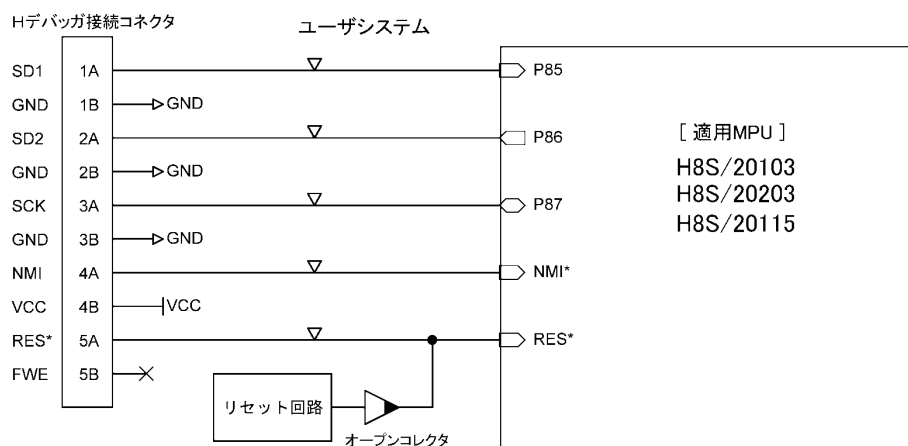 Hデバッガ接続コネクタ
ユーザシステム
SD1 1A P85
GND 1B GND
SD2 2A P86
GND 2B GND
SCK 3A P87
GND 3B GND
NMI 4A NMI*
VCC 4B VCC
RES* 5A RES*
FWE 5B
[ 適用MPU ]
H8S/20103
H8S/20203
H8S/20115
リセット回路
オープンコレクタ